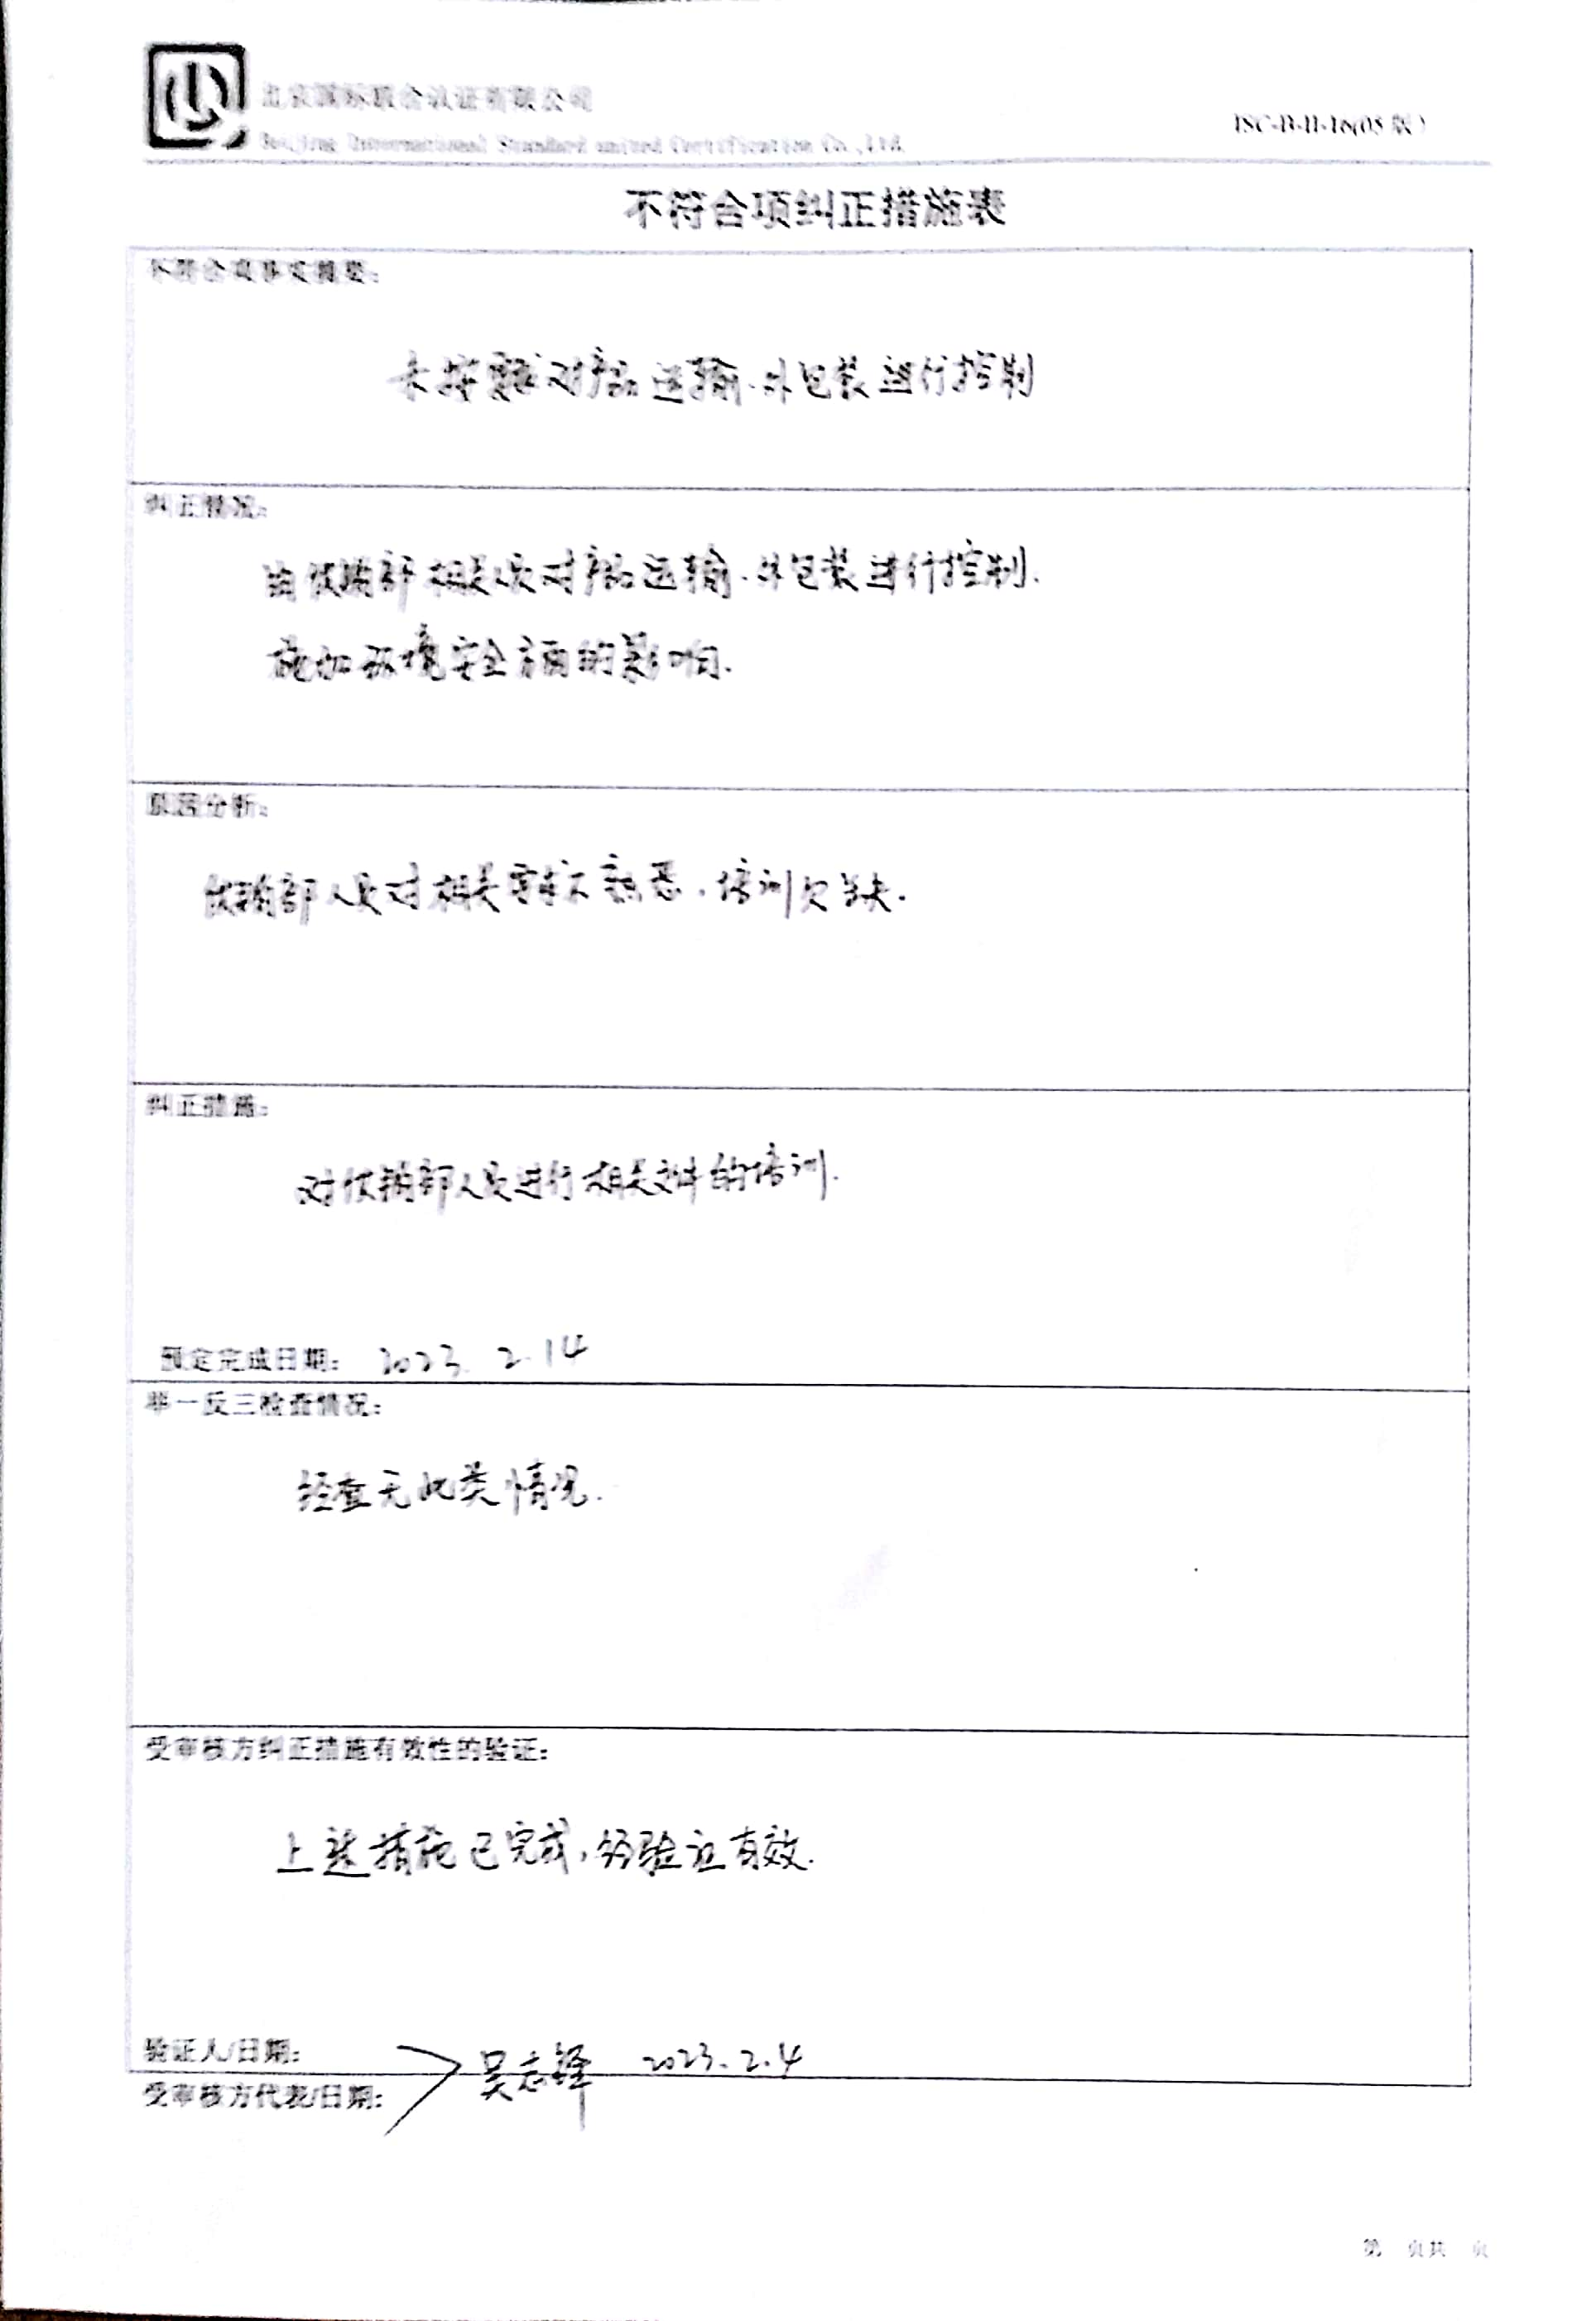 北京国标联合认证有限公司
Beijing International Standard united Certification Co.,Ltd.
ISC-B-II-16(05版)
不符合项纠正措施表
不符合项事实摘要:
未按要求对产品运输、外包装进行控制
纠正情况:
由供销部相关人员对产品运输、外包装进行控制.
施加环境安全方面的影响.
原因分析:
供销部人员对相关要求不熟悉,培训欠缺.
纠正措施:
对供销部人员进行相关文件的培训.
预定完成日期: 2023.2.14
举一反三检查情况:
经查无此类情况.
受审核方纠正措施有效性的验证:
上述措施已完成,经验证有效.
验证人/日期: 吴志锋 2023.2.4
受审核方代表/日期:
第 页共 页